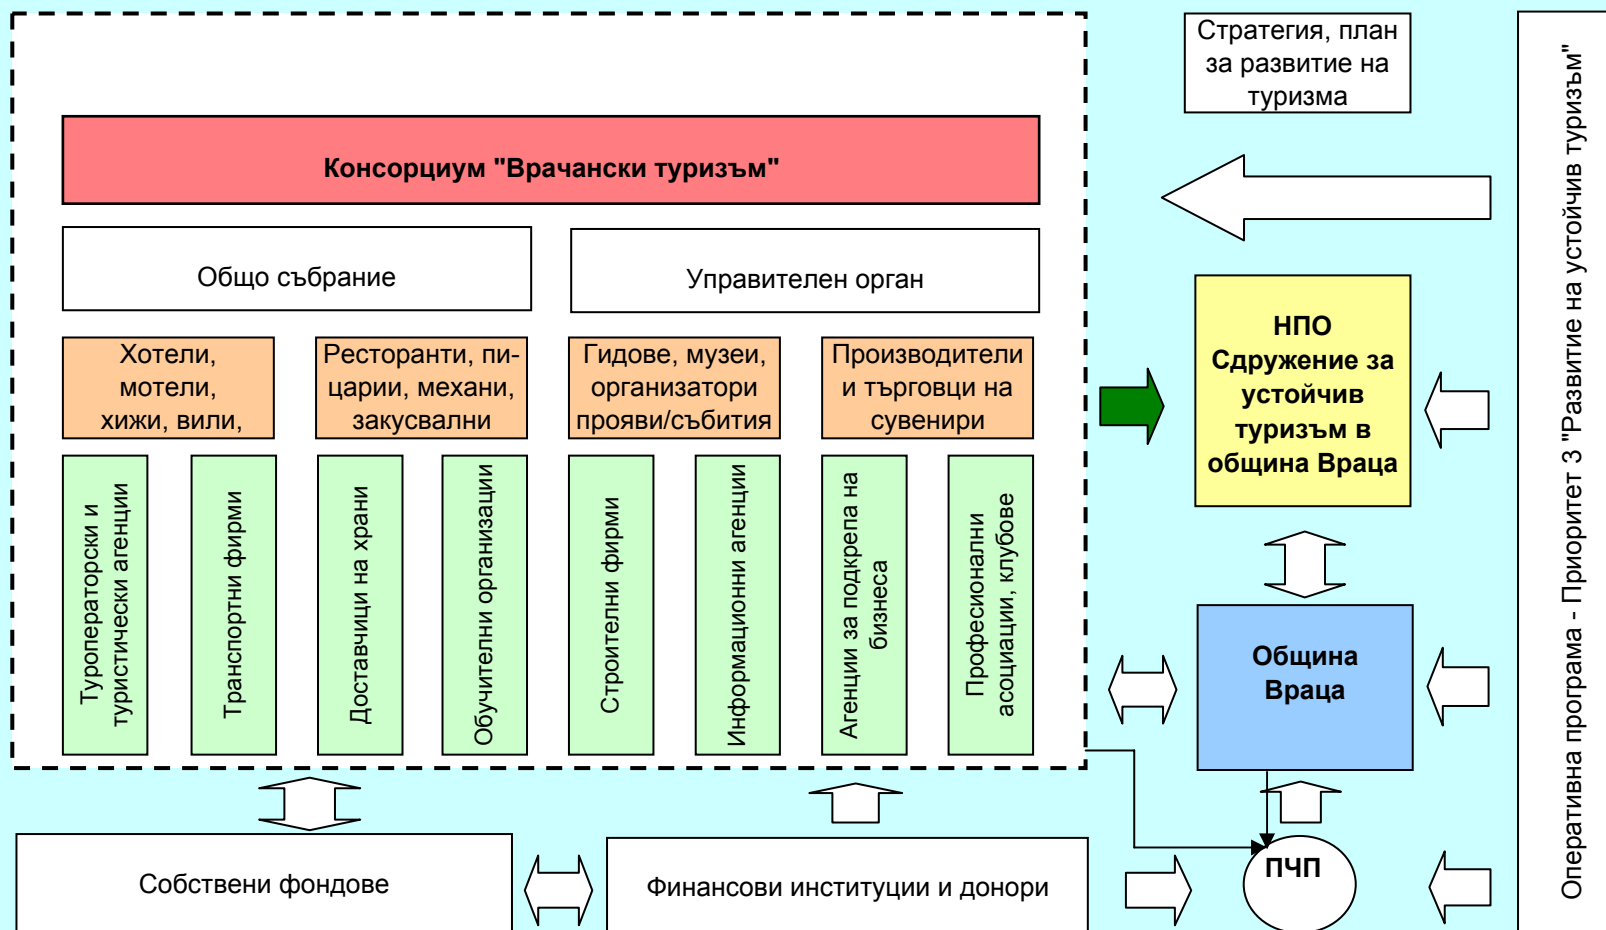 Стратегия, план
за развитие на
туризма
Консорциум "Врачански туризъм"
Общо събрание
Управителен орган
Хотели,
мотели,
хижи, вили,
Ресторанти, пи-
царии, механи,
закусвални
Гидове, музеи,
организатори
прояви/събития
Производители
и търговци на
сувенири
НПО
Сдружение за
устойчив
туризъм в
община Враца
Туроператорски и
туристически агенции
Транспортни фирми
Доставчици на храни
Обучителни организации
Строителни фирми
Информационни агенции
Агенции за подкрепа на
бизнеса
Професионални
асоциации, клубове
Община
Враца
Собствени фондове
Финансови институции и донори
ПЧП
Оперативна програма - Приоритет 3 "Развитие на устойчив туризъм"